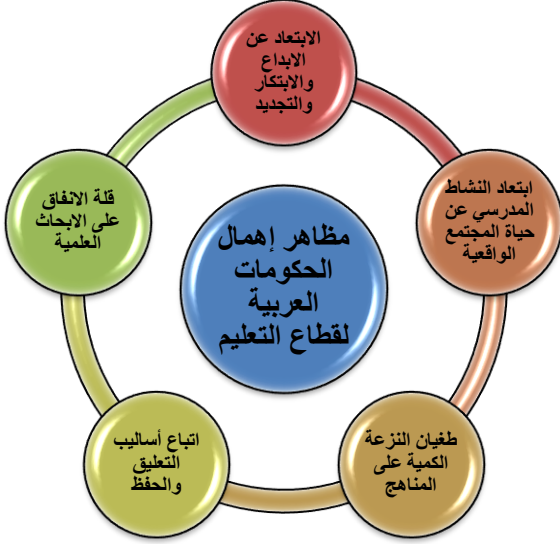 مظاهر إهمال
الحكومات
العربية
لقطاع التعليم
الابتعاد عن
الابداع
والابتكار
والتجديد
ابتعاد النشاط
المدرسي عن
حياة المجتمع
الواقعية
طغيان النزعة
الكمية على
المناهج
اتباع أساليب
التعليق
والحفظ
قلة الانفاق
على الابحاث
العلمية